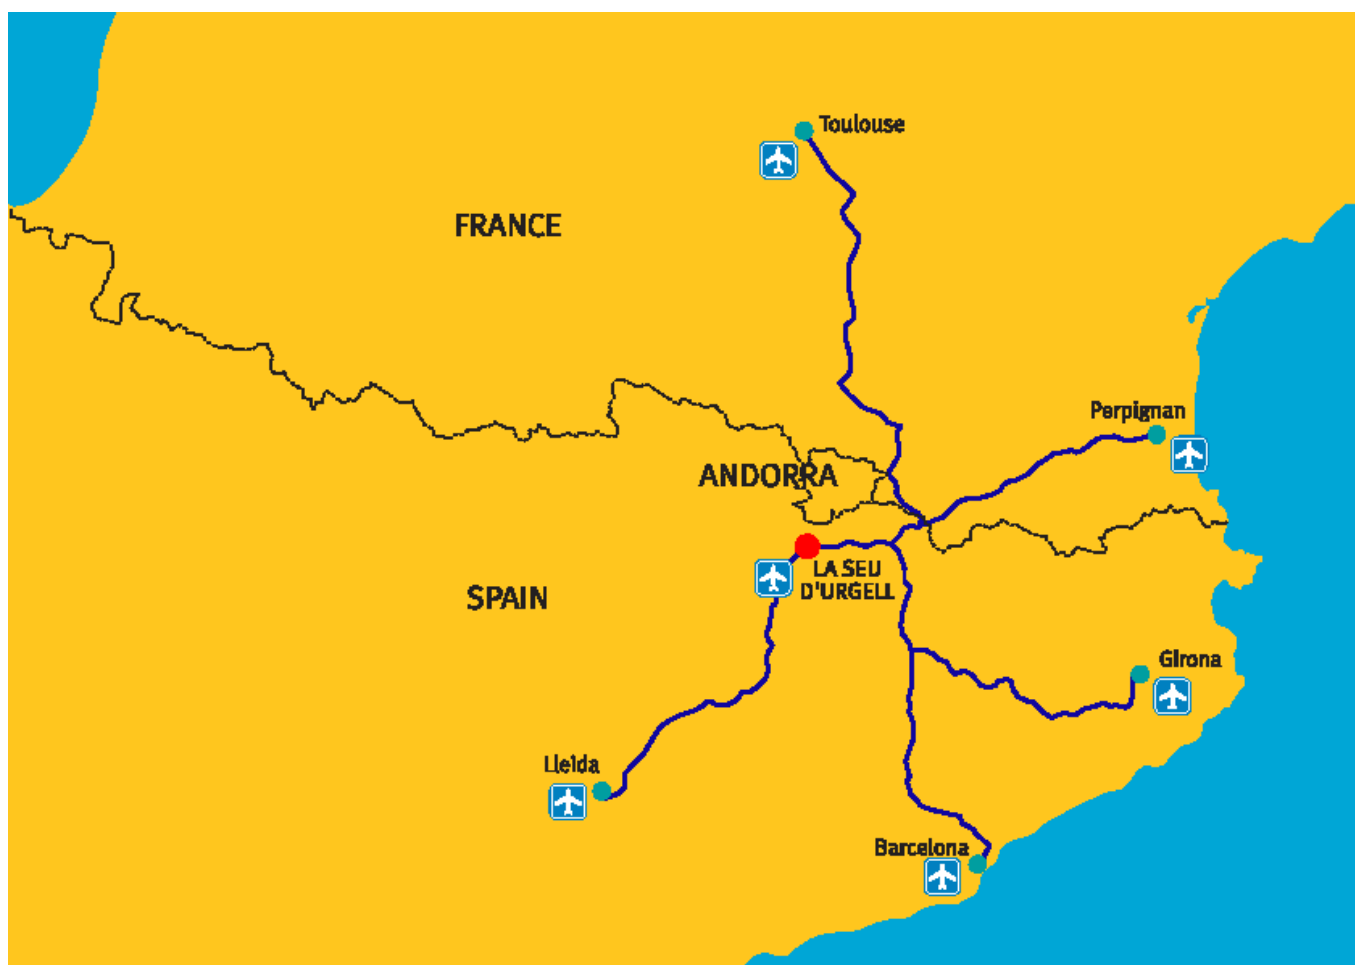 Toulouse
FRANCE
Perpignan
ANDORRA
LA SEU
D'URGELL
SPAIN
Girona
Lleida
Barcelona